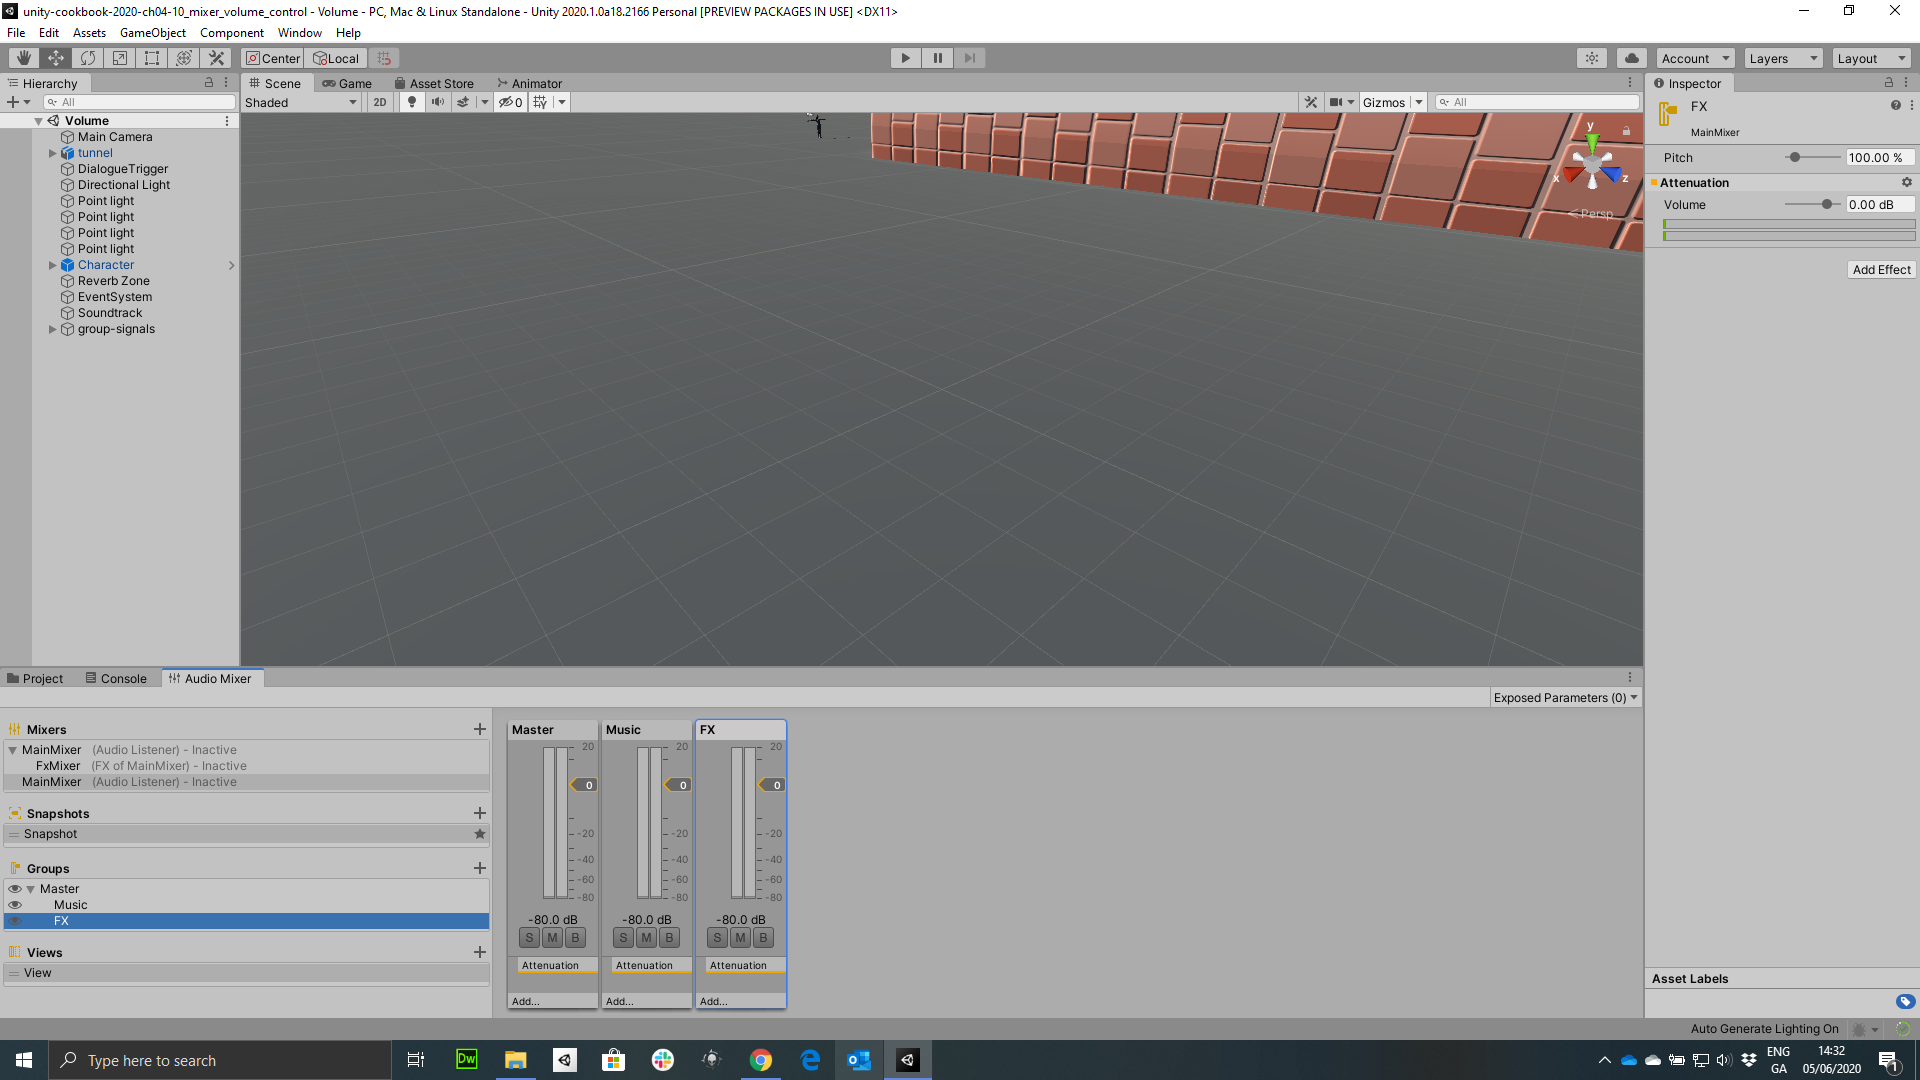 unity-cookbook-2020-ch04-10_mixer_volume_control - Volume - PC, Mac & Linux Standalone - Unity 2020.1.0a18.2166 Personal [PREVIEW PACKAGES IN USE] <DX11>
File Edit Assets GameObject Component Window Help
Center Local Account Layers Layout
Hierarchy
All
Volume
Main Camera
tunnel
DialogueTrigger
Directional Light
Point light
Point light
Point light
Point light
Character
Reverb Zone
EventSystem
Soundtrack
group-signals
Scene Game Asset Store Animator
Shaded 2D 0 Gizmos All
y
x z
Persp
Inspector
FX
MainMixer
Pitch 100.00 %
Attenuation
Volume 0.00 dB
Add Effect
Asset Labels
Project Console Audio Mixer
Exposed Parameters (0)
Mixers
MainMixer (Audio Listener) - Inactive
FxMixer (FX of MainMixer) - Inactive
MainMixer (Audio Listener) - Inactive
Snapshots
Snapshot
Groups
Master
Music
FX
Views
View
Master Music FX
20 20 20
0 0 0
-20 -20 -20
-40 -40 -40
-60 -60 -60
-80 -80 -80
-80.0 dB -80.0 dB -80.0 dB
S M B S M B S M B
Attenuation Attenuation Attenuation
Add... Add... Add...
Auto Generate Lighting On
Type here to search
Dw
ENG
GA
14:32
05/06/2020
1